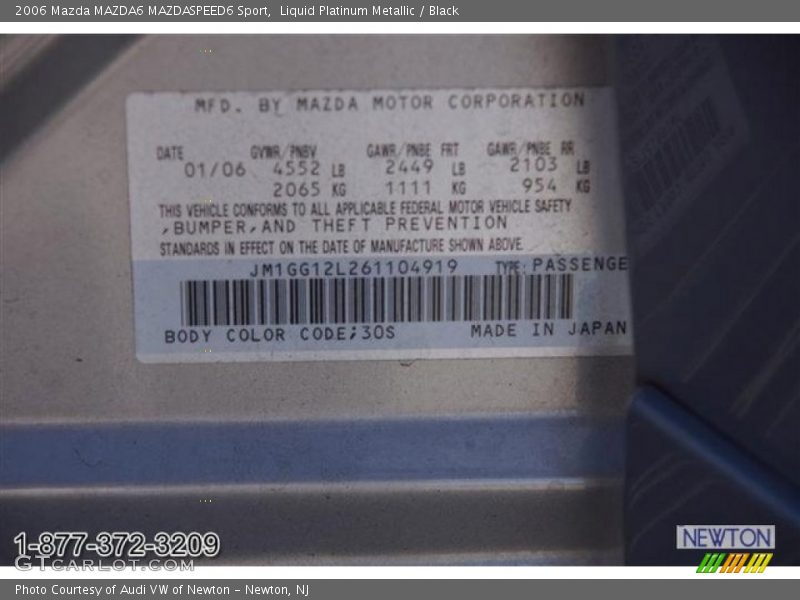 2006 Mazda MAZDA6 MAZDASPEED6 Sport, Liquid Platinum Metallic / Black
MFD. BY MAZDA MOTOR CORPORATION
DATE GVWR/PNBV GAWR/PNBE FRT GAWR/PNBE RR
01/06 4552 LB 2449 LB 2103 LB
2065 KG 1111 KG 954 KG
THIS VEHICLE CONFORMS TO ALL APPLICABLE FEDERAL MOTOR VEHICLE SAFETY
,BUMPER,AND THEFT PREVENTION
STANDARDS IN EFFECT ON THE DATE OF MANUFACTURE SHOWN ABOVE
JM1GG12L261104919 TYPE: PASSENGE
BODY COLOR CODE;30S MADE IN JAPAN
1-877-372-3209
GTCARLOT.COM
NEWTON
Photo Courtesy of Audi VW of Newton - Newton, NJ